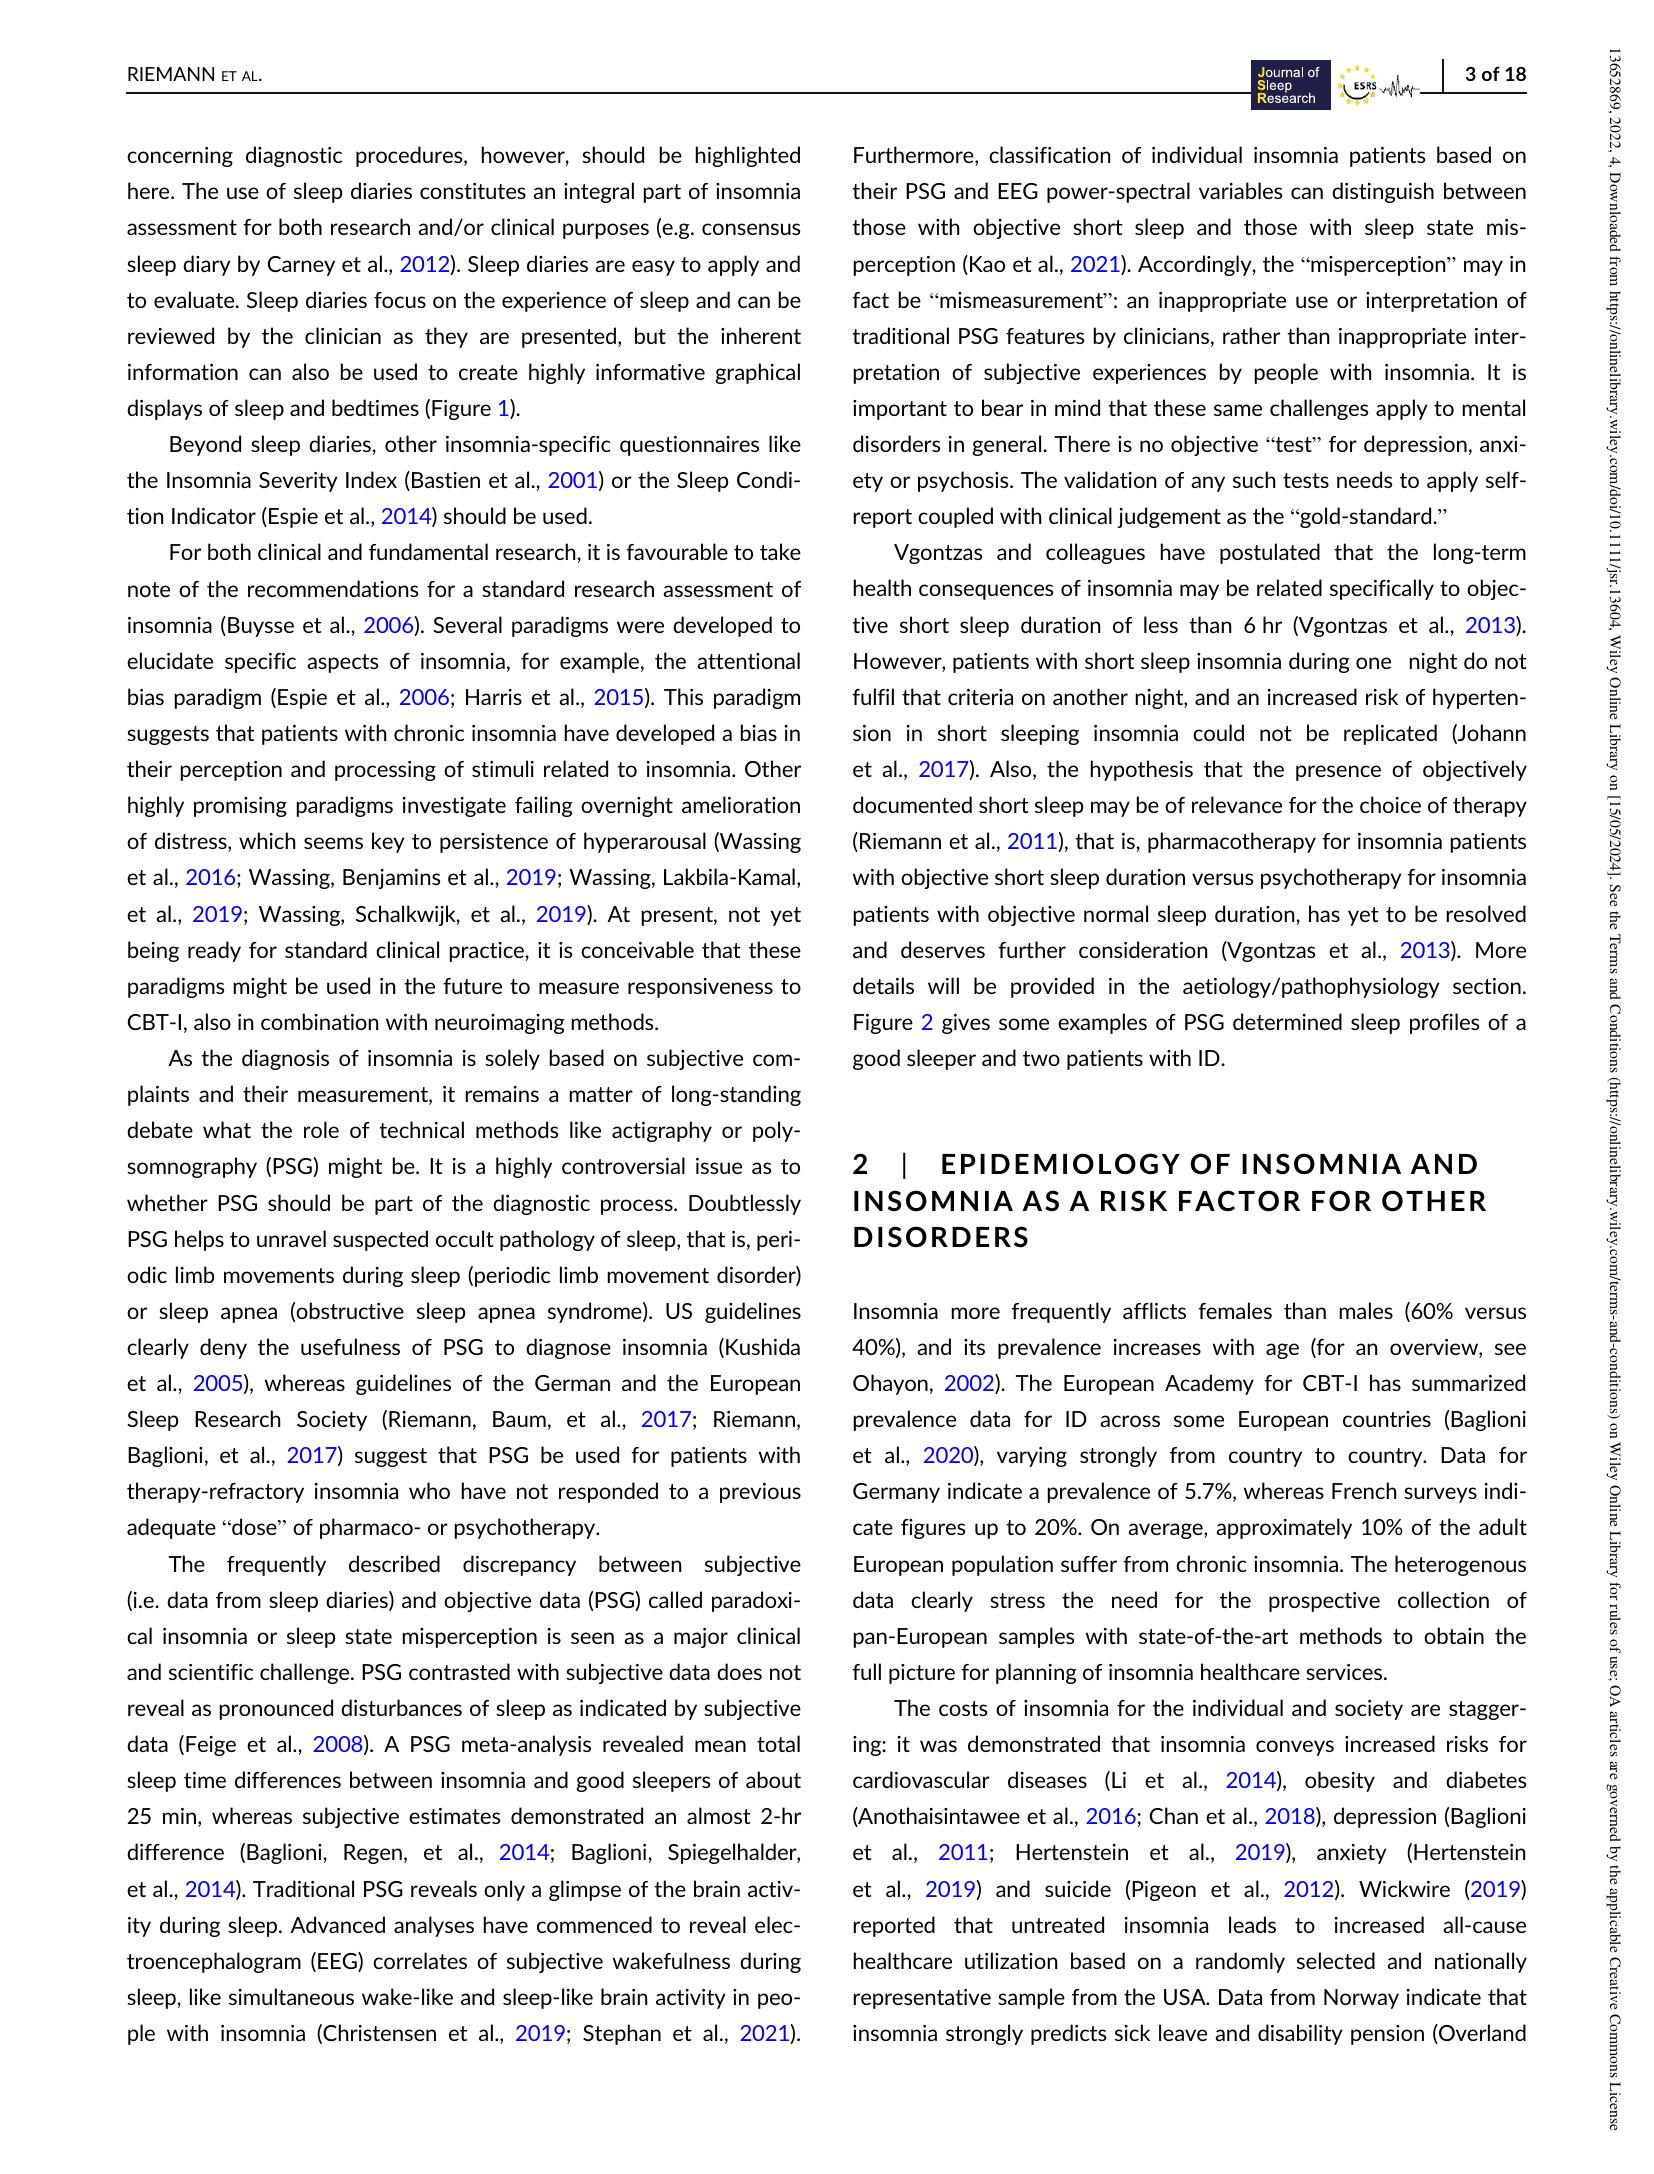 RIEMANN ET AL.
Journal of
Sleep
Research
ESRS
3 of 18
concerning diagnostic procedures, however, should be highlighted
here. The use of sleep diaries constitutes an integral part of insomnia
assessment for both research and/or clinical purposes (e.g. consensus
sleep diary by Carney et al., 2012). Sleep diaries are easy to apply and
to evaluate. Sleep diaries focus on the experience of sleep and can be
reviewed by the clinician as they are presented, but the inherent
information can also be used to create highly informative graphical
displays of sleep and bedtimes (Figure 1).
Beyond sleep diaries, other insomnia-specific questionnaires like
the Insomnia Severity Index (Bastien et al., 2001) or the Sleep Condi-
tion Indicator (Espie et al., 2014) should be used.
For both clinical and fundamental research, it is favourable to take
note of the recommendations for a standard research assessment of
insomnia (Buysse et al., 2006). Several paradigms were developed to
elucidate specific aspects of insomnia, for example, the attentional
bias paradigm (Espie et al., 2006; Harris et al., 2015). This paradigm
suggests that patients with chronic insomnia have developed a bias in
their perception and processing of stimuli related to insomnia. Other
highly promising paradigms investigate failing overnight amelioration
of distress, which seems key to persistence of hyperarousal (Wassing
et al., 2016; Wassing, Benjamins et al., 2019; Wassing, Lakbila-Kamal,
et al., 2019; Wassing, Schalkwijk, et al., 2019). At present, not yet
being ready for standard clinical practice, it is conceivable that these
paradigms might be used in the future to measure responsiveness to
CBT-I, also in combination with neuroimaging methods.
As the diagnosis of insomnia is solely based on subjective com-
plaints and their measurement, it remains a matter of long-standing
debate what the role of technical methods like actigraphy or poly-
somnography (PSG) might be. It is a highly controversial issue as to
whether PSG should be part of the diagnostic process. Doubtlessly
PSG helps to unravel suspected occult pathology of sleep, that is, peri-
odic limb movements during sleep (periodic limb movement disorder)
or sleep apnea (obstructive sleep apnea syndrome). US guidelines
clearly deny the usefulness of PSG to diagnose insomnia (Kushida
et al., 2005), whereas guidelines of the German and the European
Sleep Research Society (Riemann, Baum, et al., 2017; Riemann,
Baglioni, et al., 2017) suggest that PSG be used for patients with
therapy-refractory insomnia who have not responded to a previous
adequate “dose” of pharmaco- or psychotherapy.
The frequently described discrepancy between subjective
(i.e. data from sleep diaries) and objective data (PSG) called paradoxi-
cal insomnia or sleep state misperception is seen as a major clinical
and scientific challenge. PSG contrasted with subjective data does not
reveal as pronounced disturbances of sleep as indicated by subjective
data (Feige et al., 2008). A PSG meta-analysis revealed mean total
sleep time differences between insomnia and good sleepers of about
25 min, whereas subjective estimates demonstrated an almost 2-hr
difference (Baglioni, Regen, et al., 2014; Baglioni, Spiegelhalder,
et al., 2014). Traditional PSG reveals only a glimpse of the brain activ-
ity during sleep. Advanced analyses have commenced to reveal elec-
troencephalogram (EEG) correlates of subjective wakefulness during
sleep, like simultaneous wake-like and sleep-like brain activity in peo-
ple with insomnia (Christensen et al., 2019; Stephan et al., 2021).
Furthermore, classification of individual insomnia patients based on
their PSG and EEG power-spectral variables can distinguish between
those with objective short sleep and those with sleep state mis-
perception (Kao et al., 2021). Accordingly, the “misperception” may in
fact be “mismeasurement”: an inappropriate use or interpretation of
traditional PSG features by clinicians, rather than inappropriate inter-
pretation of subjective experiences by people with insomnia. It is
important to bear in mind that these same challenges apply to mental
disorders in general. There is no objective “test” for depression, anxi-
ety or psychosis. The validation of any such tests needs to apply self-
report coupled with clinical judgement as the “gold-standard.”
Vgontzas and colleagues have postulated that the long-term
health consequences of insomnia may be related specifically to objec-
tive short sleep duration of less than 6 hr (Vgontzas et al., 2013).
However, patients with short sleep insomnia during one night do not
fulfil that criteria on another night, and an increased risk of hyperten-
sion in short sleeping insomnia could not be replicated (Johann
et al., 2017). Also, the hypothesis that the presence of objectively
documented short sleep may be of relevance for the choice of therapy
(Riemann et al., 2011), that is, pharmacotherapy for insomnia patients
with objective short sleep duration versus psychotherapy for insomnia
patients with objective normal sleep duration, has yet to be resolved
and deserves further consideration (Vgontzas et al., 2013). More
details will be provided in the aetiology/pathophysiology section.
Figure 2 gives some examples of PSG determined sleep profiles of a
good sleeper and two patients with ID.
2 | EPIDEMIOLOGY OF INSOMNIA AND
INSOMNIA AS A RISK FACTOR FOR OTHER
DISORDERS
Insomnia more frequently afflicts females than males (60% versus
40%), and its prevalence increases with age (for an overview, see
Ohayon, 2002). The European Academy for CBT-I has summarized
prevalence data for ID across some European countries (Baglioni
et al., 2020), varying strongly from country to country. Data for
Germany indicate a prevalence of 5.7%, whereas French surveys indi-
cate figures up to 20%. On average, approximately 10% of the adult
European population suffer from chronic insomnia. The heterogenous
data clearly stress the need for the prospective collection of
pan-European samples with state-of-the-art methods to obtain the
full picture for planning of insomnia healthcare services.
The costs of insomnia for the individual and society are stagger-
ing: it was demonstrated that insomnia conveys increased risks for
cardiovascular diseases (Li et al., 2014), obesity and diabetes
(Anothaisintawee et al., 2016; Chan et al., 2018), depression (Baglioni
et al., 2011; Hertenstein et al., 2019), anxiety (Hertenstein
et al., 2019) and suicide (Pigeon et al., 2012). Wickwire (2019)
reported that untreated insomnia leads to increased all-cause
healthcare utilization based on a randomly selected and nationally
representative sample from the USA. Data from Norway indicate that
insomnia strongly predicts sick leave and disability pension (Overland
13652869, 2022, 4, Downloaded from https://onlinelibrary.wiley.com/doi/10.1111/jsr.13604, Wiley Online Library on [15/05/2024]. See the Terms and Conditions (https://onlinelibrary.wiley.com/terms-and-conditions) on Wiley Online Library for rules of use; OA articles are governed by the applicable Creative Commons License